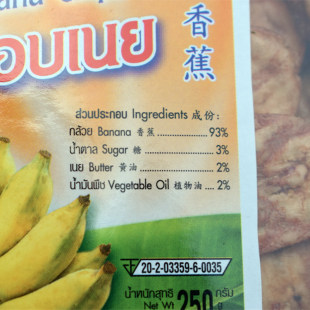 อบเนย
香蕉
ส่วนประกอบ Ingredients 成份:
กล้วย Banana 香蕉 ............... 93%
น้ำตาล Sugar 糖 .................. 3%
เนย Butter 黃油 .................. 2%
น้ำมันพืช Vegetable Oil 植物油 .... 2%
20-2-03359-6-0035
น้ำหนักสุทธิ 250 กรัม
Net Wt. 250 g